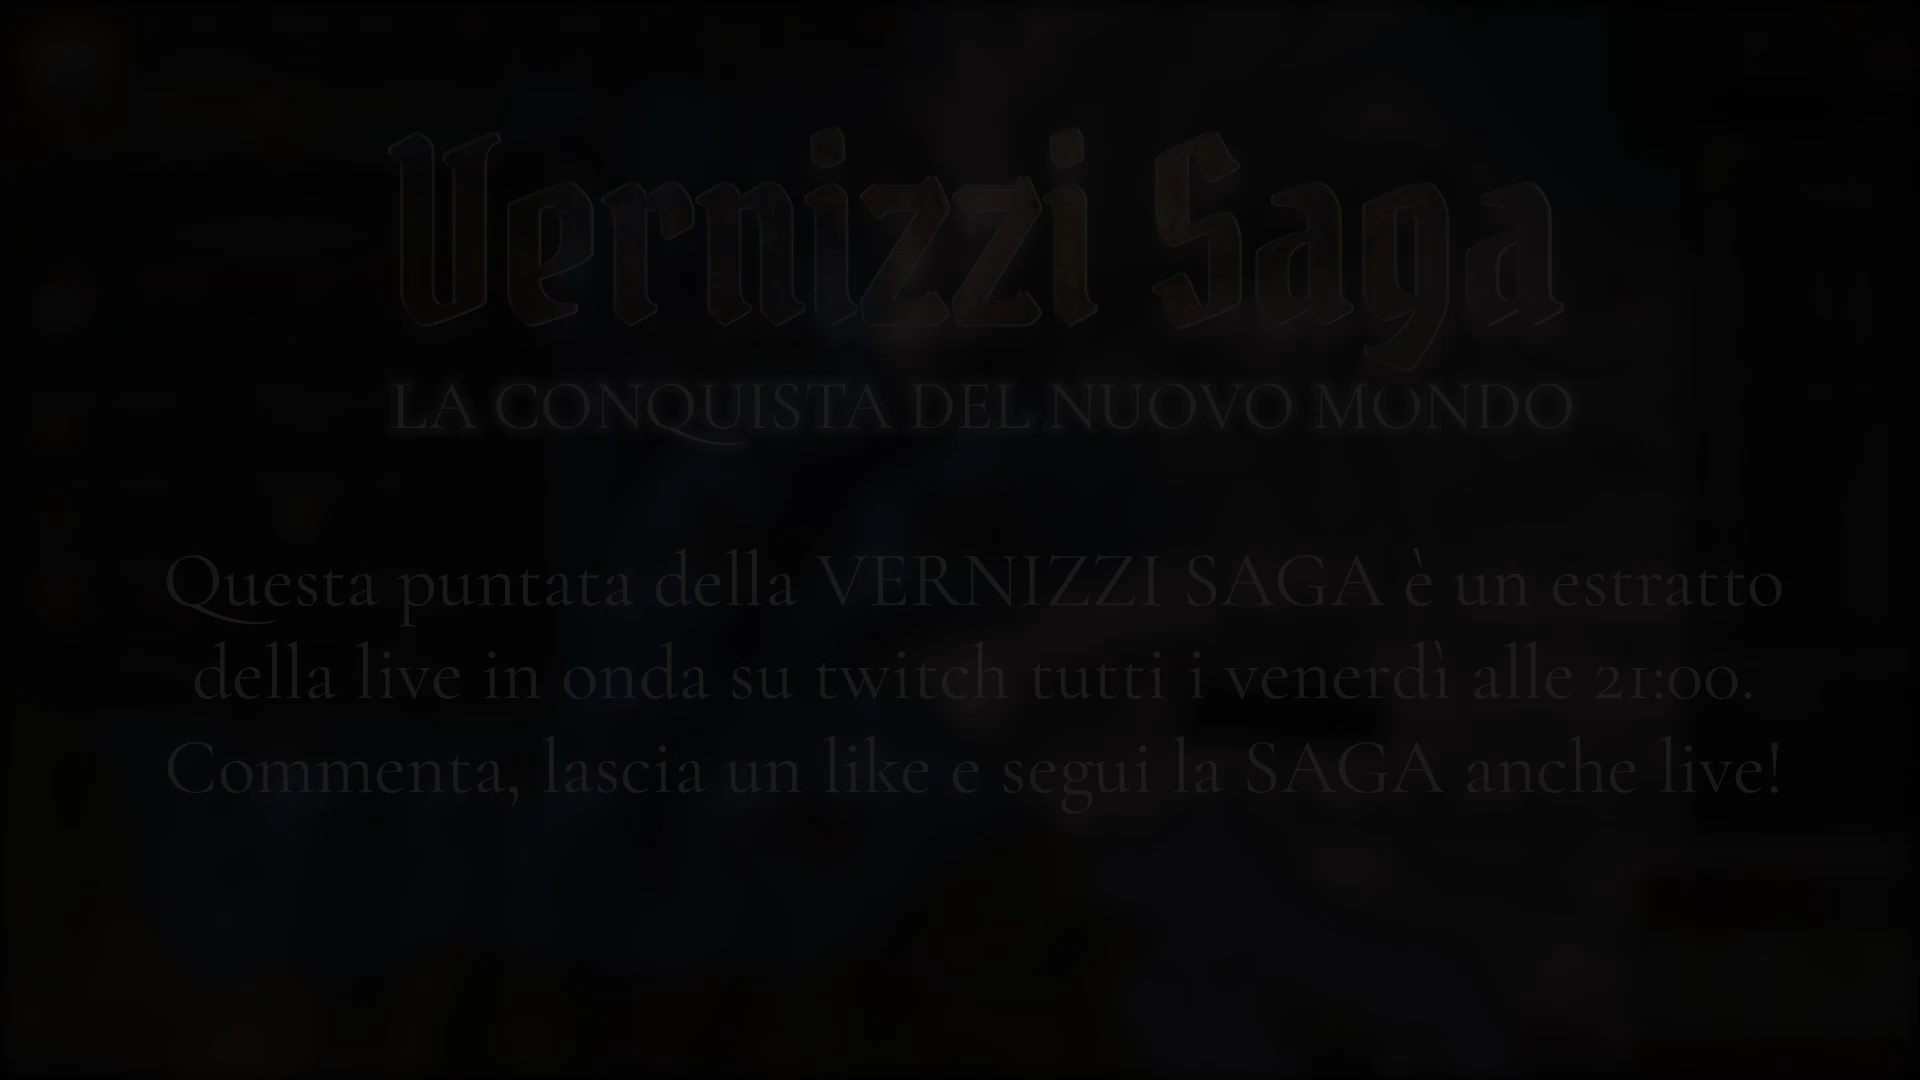 Vernizzi Saga
LA CONQUISTA DEL NUOVO MONDO
Questa puntata della VERNIZZI SAGA è un estratto
della live in onda su twitch tutti i venerdì alle 21:00.
Commenta, lascia un like e segui la SAGA anche live!